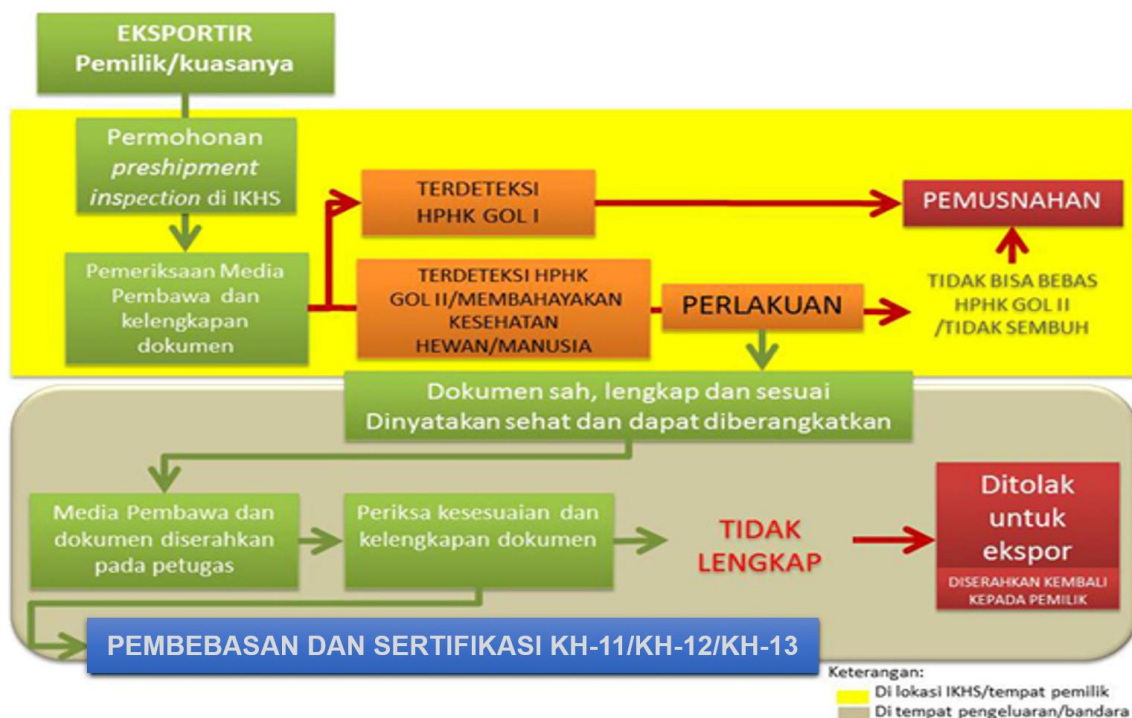 EKSPORTIR
Pemilik/kuasanya
Permohonan
preshipment
inspection di IKHS
TERDETEKSI
HPHK GOL I
PEMUSNAHAN
Pemeriksaan Media
Pembawa dan
kelengkapan
dokumen
TERDETEKSI HPHK
GOL II/MEMBAHAYAKAN
KESEHATAN
HEWAN/MANUSIA
PERLAKUAN
TIDAK BISA BEBAS
HPHK GOL II
/TIDAK SEMBUH
Dokumen sah, lengkap dan sesuai
Dinyatakan sehat dan dapat diberangkatkan
Media Pembawa dan
dokumen diserahkan
pada petugas
Periksa kesesuaian dan
kelengkapan dokumen
TIDAK
LENGKAP
Ditolak
untuk
ekspor
DISERAHKAN KEMBALI
KEPADA PEMILIK
PEMBEBASAN DAN SERTIFIKASI KH-11/KH-12/KH-13
Keterangan:
Di lokasi IKHS/tempat pemilik
Di tempat pengeluaran/bandara